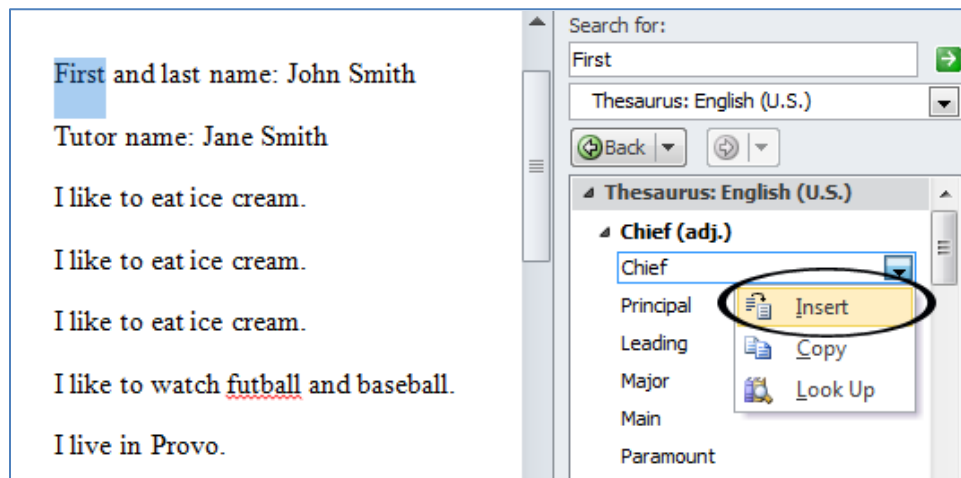 First and last name: John Smith
Tutor name: Jane Smith
I like to eat ice cream.
I like to eat ice cream.
I like to eat ice cream.
I like to watch futball and baseball.
I live in Provo.
Search for:
First
Thesaurus: English (U.S.)
Back
Thesaurus: English (U.S.)
Chief (adj.)
Chief
Principal
Leading
Major
Main
Paramount
Insert
Copy
Look Up